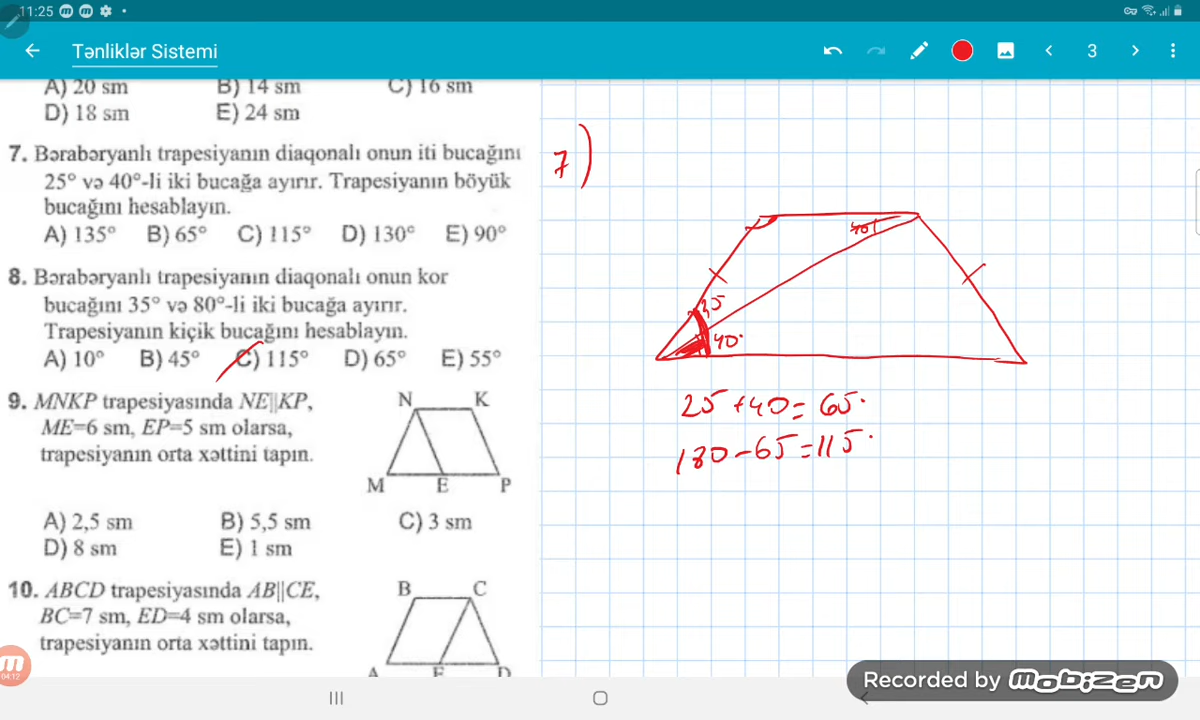 11:25
Tənliklər Sistemi
3
A) 20 sm B) 14 sm C) 16 sm
D) 18 sm E) 24 sm
7. Bərabəryanlı trapesiyanın diaqonalı onun iti bucağını
25° və 40°-li iki bucağa ayırır. Trapesiyanın böyük
bucağını hesablayın.
A) 135° B) 65° C) 115° D) 130° E) 90°
8. Bərabəryanlı trapesiyanın diaqonalı onun kor
bucağını 35° və 80°-li iki bucağa ayırır.
Trapesiyanın kiçik bucağını hesablayın.
A) 10° B) 45° C) 115° D) 65° E) 55°
9. MNKP trapesiyasında NE||KP,
ME=6 sm, EP=5 sm olarsa,
trapesiyanın orta xəttini tapın.
N K
M E P
A) 2,5 sm B) 5,5 sm C) 3 sm
D) 8 sm E) 1 sm
10. ABCD trapesiyasında AB||CE,
BC=7 sm, ED=4 sm olarsa,
trapesiyanın orta xəttini tapın.
B C
A E D
7)
40
25
40°
25+40=65°
180-65=115°
04:12
Recorded by mobizen